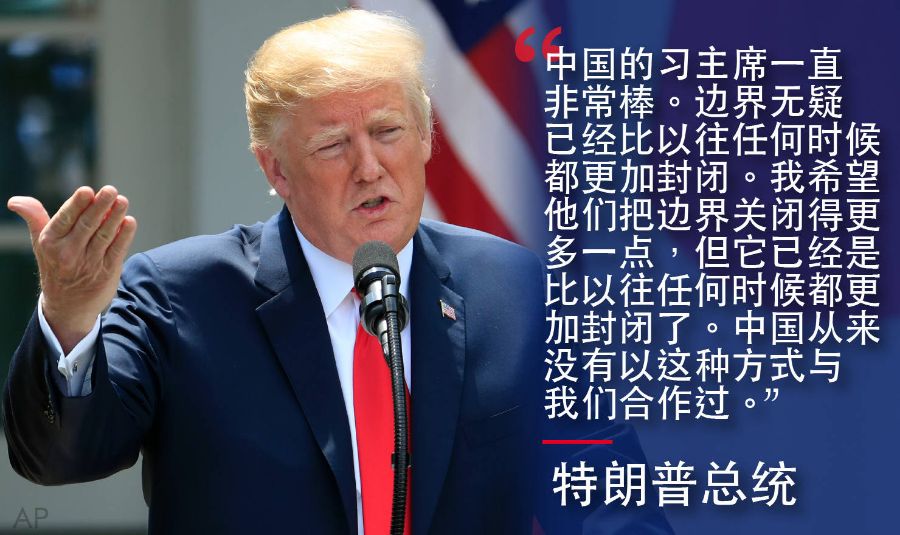 “中国的习主席一直
非常棒。边界无疑
已经比以往任何时候
都更加封闭。我希望
他们把边界关闭得更
多一点，但它已经是
比以往任何时候都更
加封闭了。中国从来
没有以这种方式与
我们合作过。”
特朗普总统
AP